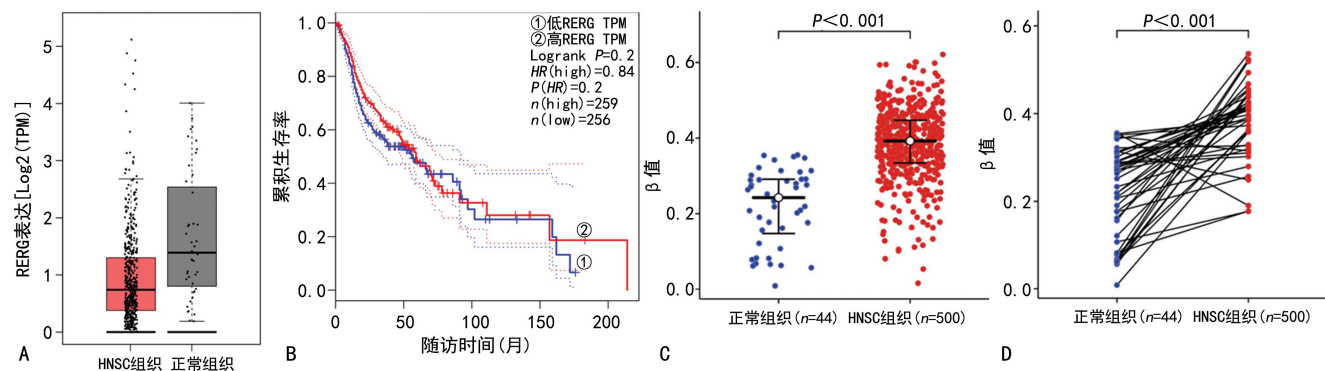 RERG表达[Log2(TPM)]
5
4
3
2
1
0
HNSC组织 正常组织
A
累积生存率
1.0
0.8
0.6
0.4
0.2
0.0
①低RERG TPM
②高RERG TPM
Logrank P=0.2
HR(high)=0.84
P(HR)=0.2
n(high)=259
n(low)=256
②
①
0 50 100 150 200
随访时间(月)
B
P<0.001
β值
0.6
0.4
0.2
0.0
正常组织(n=44) HNSC组织(n=500)
C
P<0.001
β值
0.6
0.4
0.2
0.0
正常组织(n=44) HNSC组织(n=500)
D